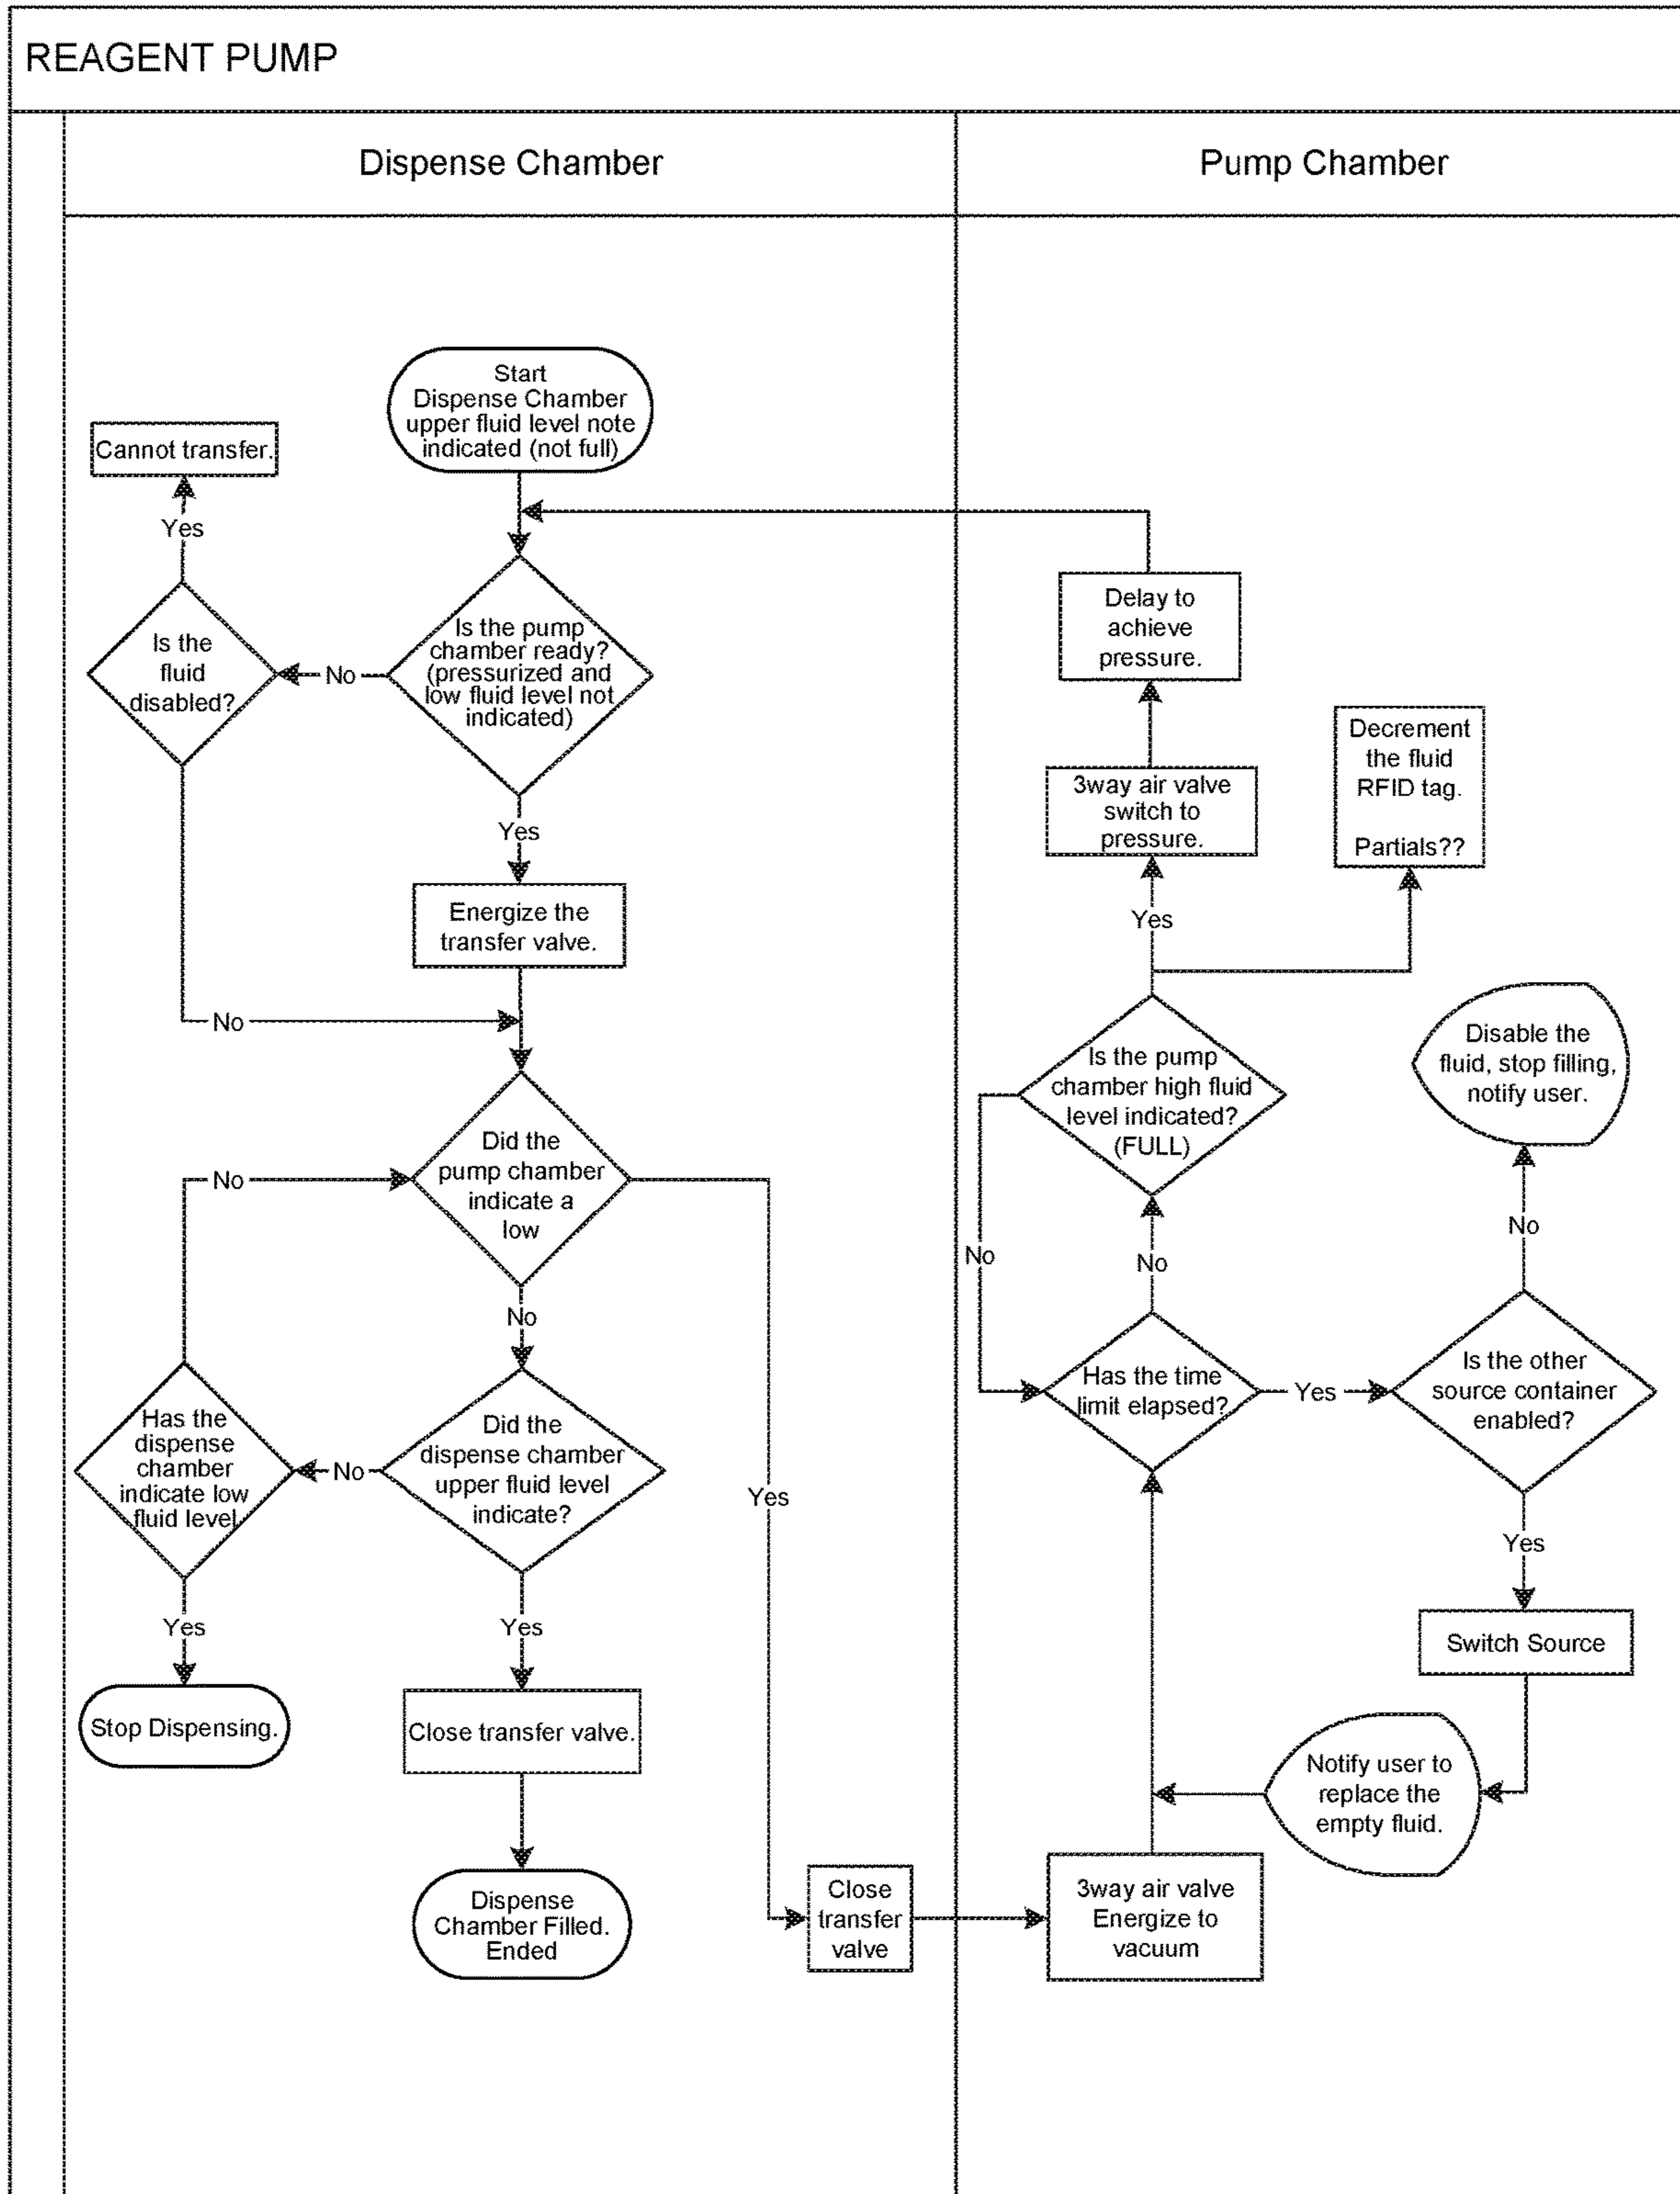 REAGENT PUMP
Dispense Chamber
Pump Chamber
Start
Dispense Chamber
upper fluid level note
indicated (not full)
Cannot transfer.
Yes
Is the
fluid
disabled?
No
Is the pump
chamber ready?
(pressurized and
low fluid level not
indicated)
Yes
Energize the
transfer valve.
No
Did the
pump chamber
indicate a
low
No
No
Did the
dispense chamber
upper fluid level
indicate?
No
Has the
dispense
chamber
indicate low
fluid level
Yes
Stop Dispensing.
Yes
Close transfer valve.
Dispense
Chamber Filled.
Ended
Yes
Close
transfer
valve
Delay to
achieve
pressure.
3way air valve
switch to
pressure.
Decrement
the fluid
RFID tag.
Partials??
Yes
Is the pump
chamber high fluid
level indicated?
(FULL)
Disable the
fluid, stop filling,
notify user.
No
No
No
Has the time
limit elapsed?
Yes
Is the other
source container
enabled?
Yes
Switch Source
Notify user to
replace the
empty fluid.
3way air valve
Energize to
vacuum